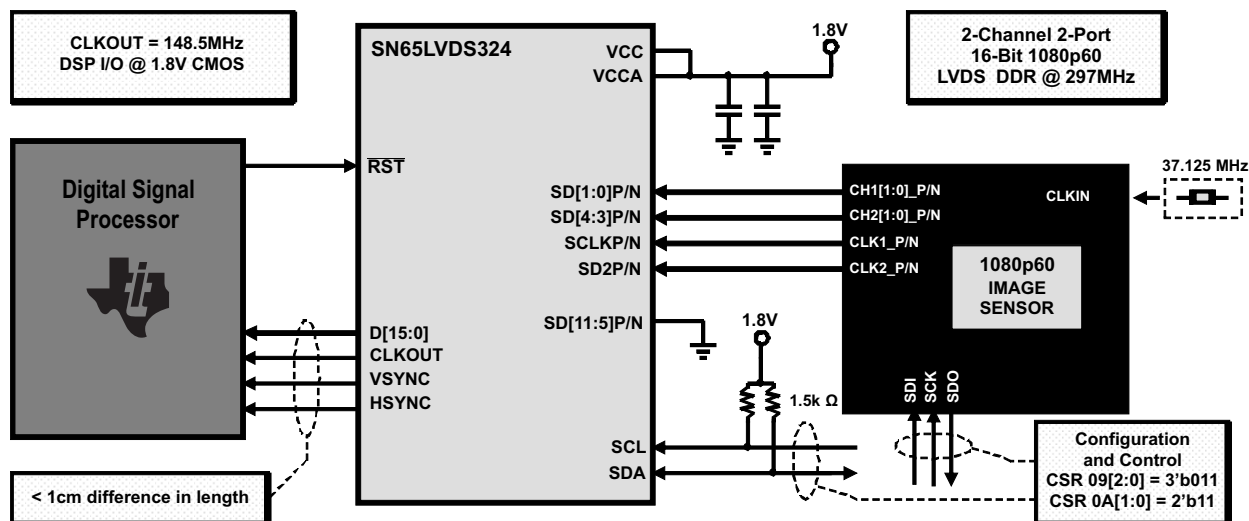 CLKOUT = 148.5MHz
DSP I/O @ 1.8V CMOS
SN65LVDS324
VCC
VCCA
1.8V
2-Channel 2-Port
16-Bit 1080p60
LVDS DDR @ 297MHz
Digital Signal
Processor
RST
SD[1:0]P/N
SD[4:3]P/N
SCLKP/N
SD2P/N
SD[11:5]P/N
CH1[1:0]_P/N
CH2[1:0]_P/N
CLK1_P/N
CLK2_P/N
CLKIN
37.125 MHz
1080p60
IMAGE
SENSOR
D[15:0]
CLKOUT
VSYNC
HSYNC
1.8V
1.5k Ω
SDI
SCK
SDO
SCL
SDA
< 1cm difference in length
Configuration
and Control
CSR 09[2:0] = 3’b011
CSR 0A[1:0] = 2’b11